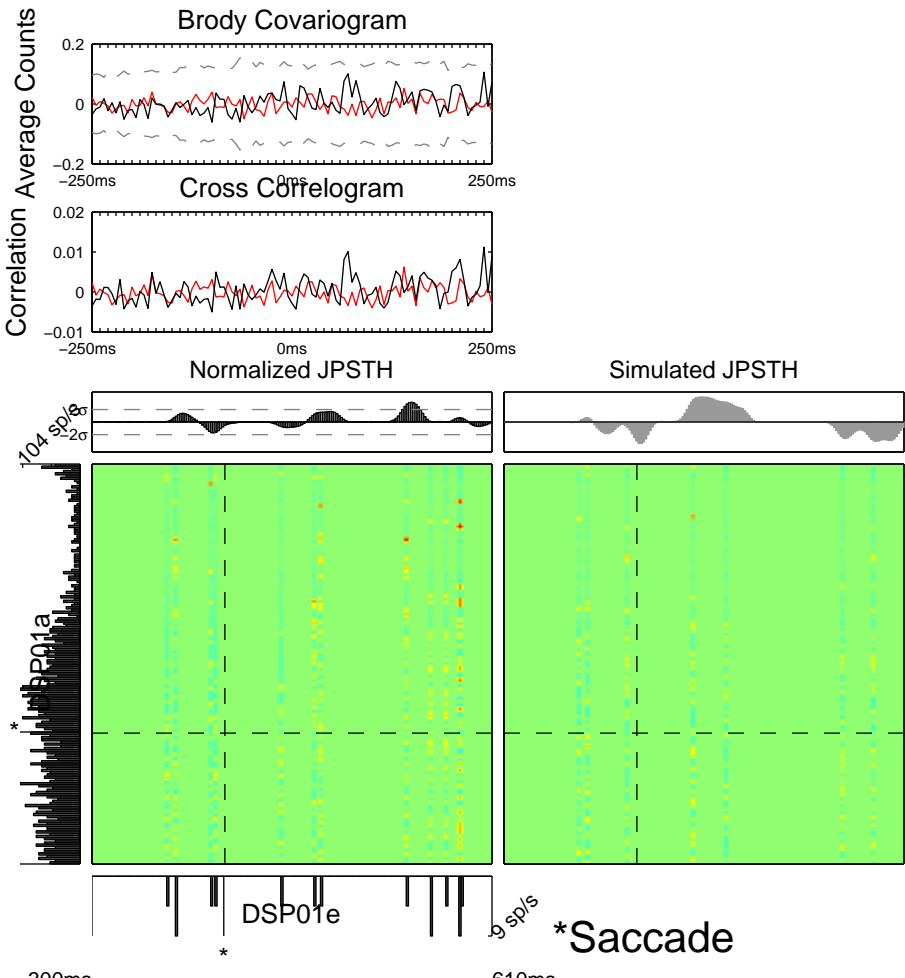 Brody Covariogram
Average Counts
0.2
0
−0.2
−250ms
0ms
250ms
Cross Correlogram
Correlation
0.02
0.01
0
−0.01
−250ms
0ms
250ms
Normalized JPSTH
Simulated JPSTH
104 sp/s
2σ
−2σ
DSP01a
*
DSP01e
9 sp/s
*
*Saccade
610ms